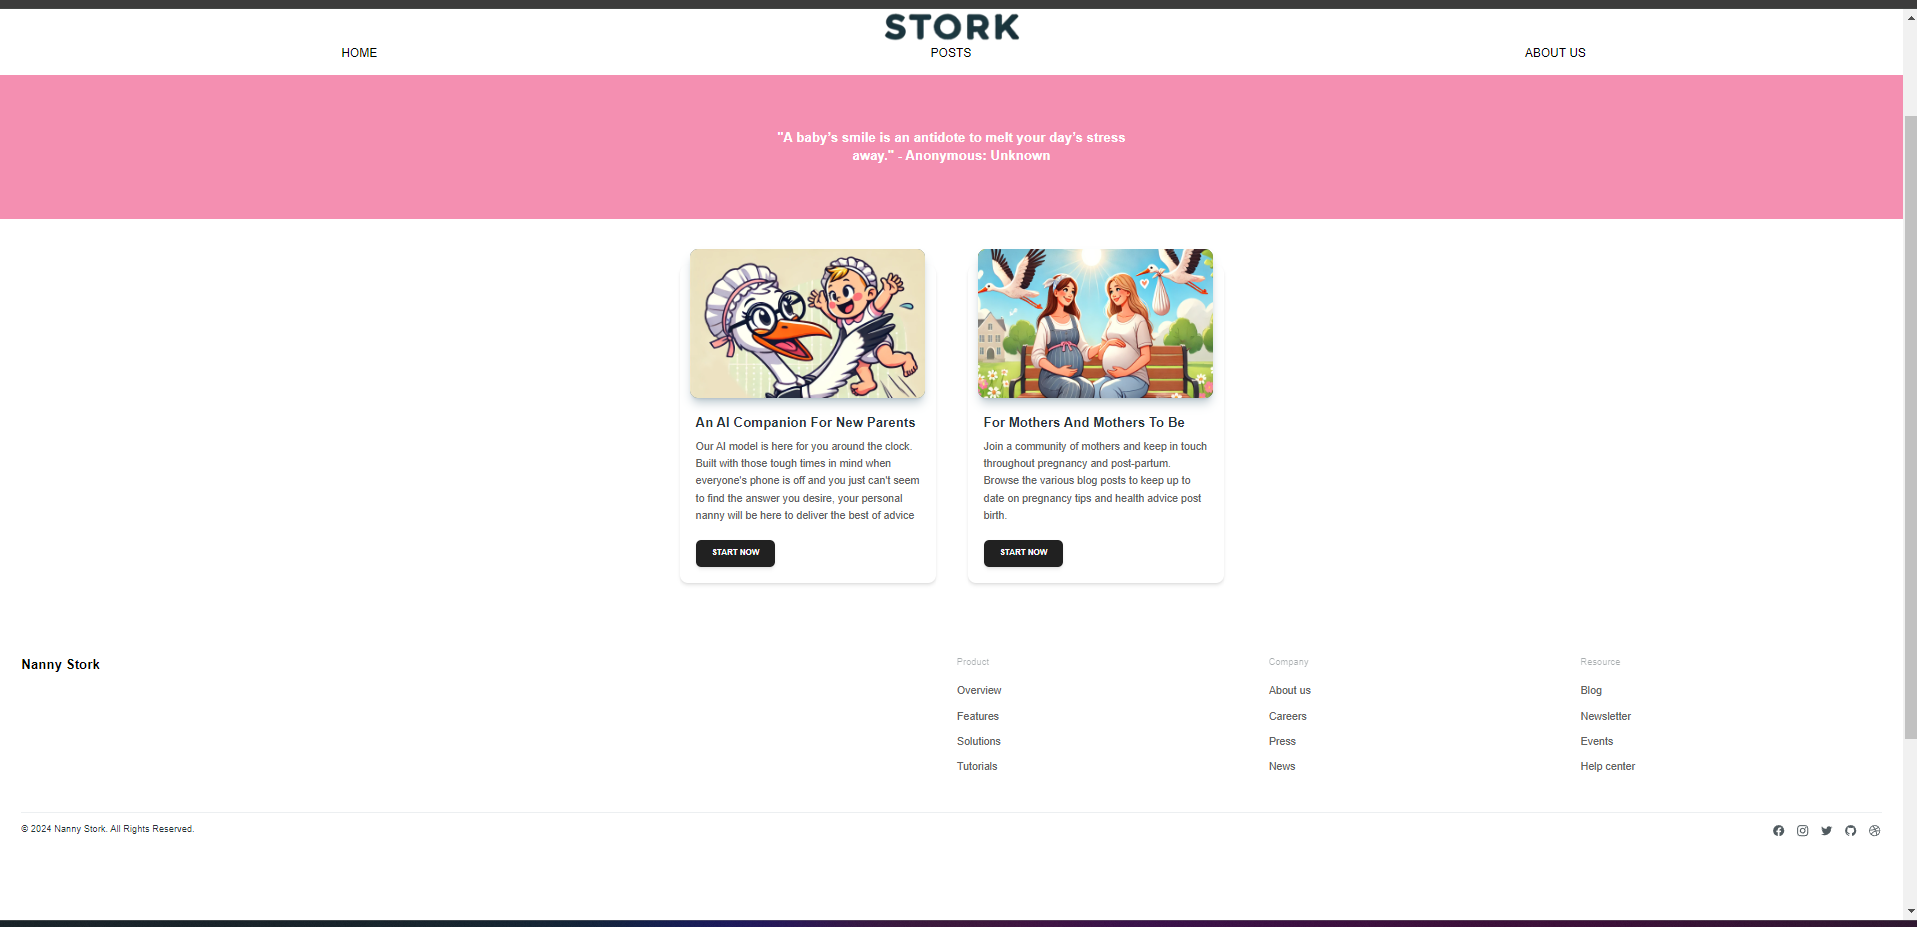 STORK
HOME
POSTS
ABOUT US
"A baby’s smile is an antidote to melt your day’s stress
away." - Anonymous: Unknown
An AI Companion For New Parents
Our AI model is here for you around the clock.
Built with those tough times in mind when
everyone's phone is off and you just can't seem
to find the answer you desire, your personal
nanny will be here to deliver the best of advice
START NOW
For Mothers And Mothers To Be
Join a community of mothers and keep in touch
throughout pregnancy and post-partum.
Browse the various blog posts to keep up to
date on pregnancy tips and health advice post
birth.
START NOW
Nanny Stork
Product
Overview
Features
Solutions
Tutorials
Company
About us
Careers
Press
News
Resource
Blog
Newsletter
Events
Help center
© 2024 Nanny Stork. All Rights Reserved.